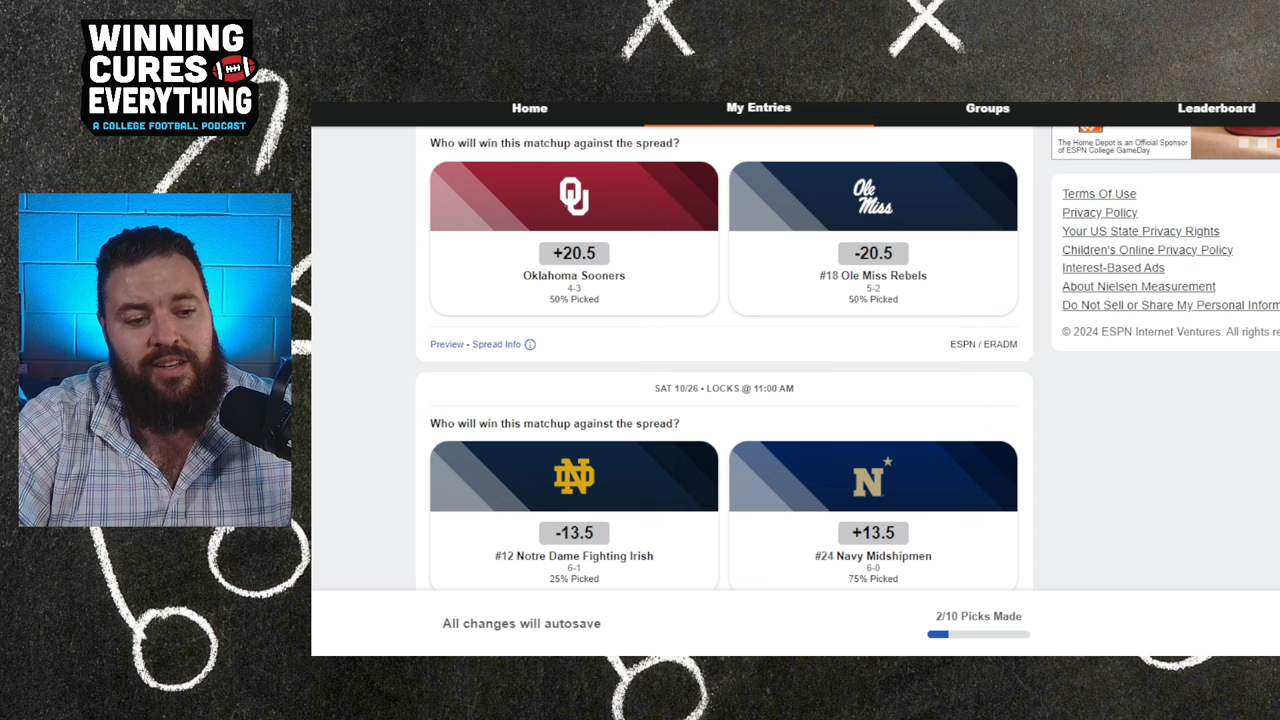 WINNING
CURES
EVERYTHING
A COLLEGE FOOTBALL PODCAST
Home
My Entries
Groups
Leaderboard
Who will win this matchup against the spread?
OU
+20.5
Oklahoma Sooners
4-3
50% Picked
Ole
Miss
-20.5
#18 Ole Miss Rebels
5-2
50% Picked
Preview • Spread Info
ESPN / ERADM
SAT 10/26 • LOCKS @ 11:00 AM
Who will win this matchup against the spread?
ND
-13.5
#12 Notre Dame Fighting Irish
6-1
25% Picked
N
+13.5
#24 Navy Midshipmen
6-0
75% Picked
All changes will autosave
2/10 Picks Made
The Home Depot is an Official Sponsor
of ESPN College GameDay
Terms Of Use
Privacy Policy
Your US State Privacy Rights
Children's Online Privacy Policy
Interest-Based Ads
About Nielsen Measurement
Do Not Sell or Share My Personal
© 2024 ESPN Internet Ventures. All rights